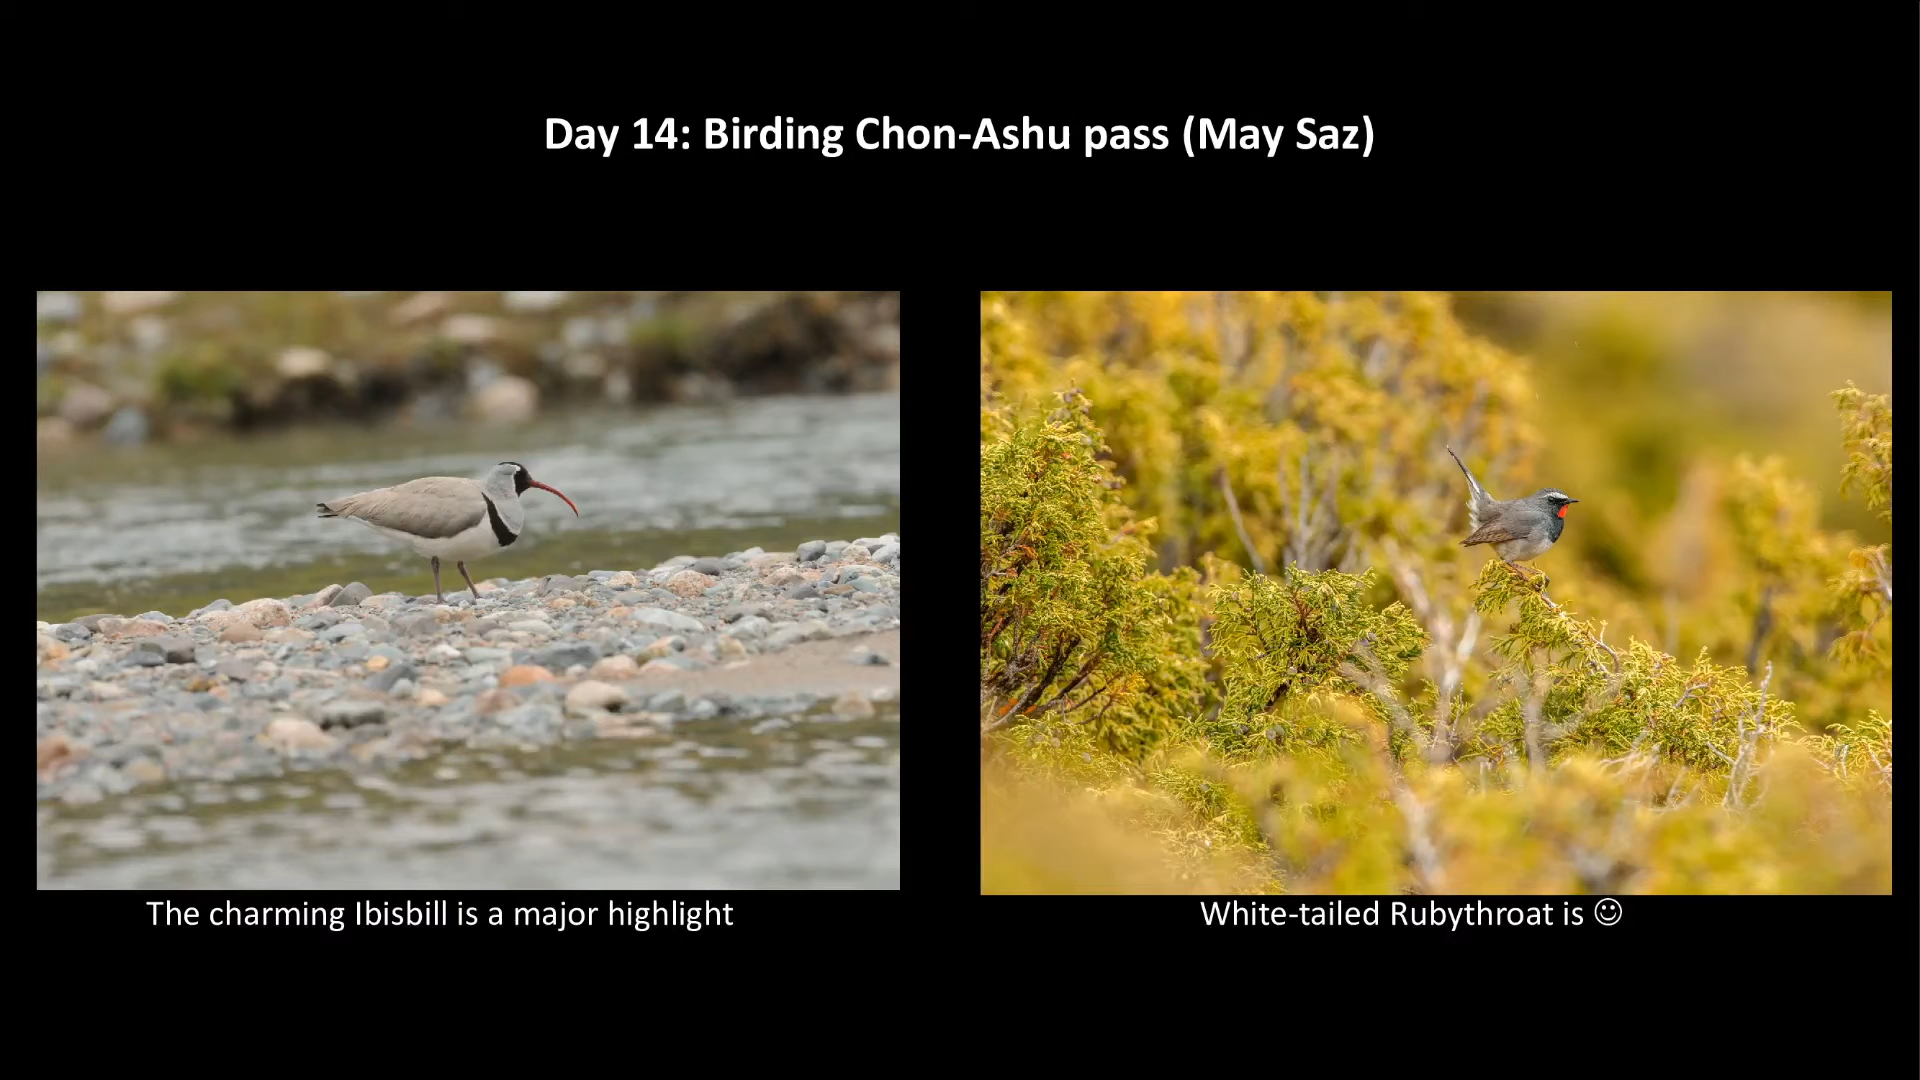 Day 14: Birding Chon-Ashu pass (May Saz)
The charming Ibisbill is a major highlight
White-tailed Rubythroat is ☺